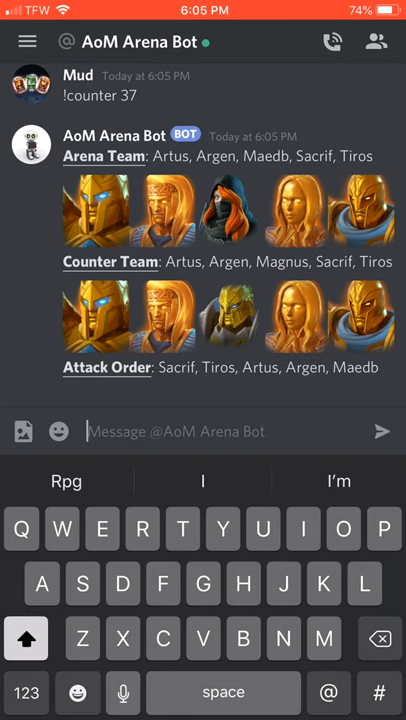 TFW 6:05 PM 74%
@ AoM Arena Bot
Mud Today at 6:05 PM
!counter 37
AoM Arena Bot BOT Today at 6:05 PM
Arena Team: Artus, Argen, Maedb, Sacrif, Tiros
Counter Team: Artus, Argen, Magnus, Sacrif, Tiros
Attack Order: Sacrif, Tiros, Artus, Argen, Maedb
Message @AoM Arena Bot
Rpg I I'm
Q W E R T Y U I O P
A S D F G H J K L
Z X C V B N M
123 space @ #